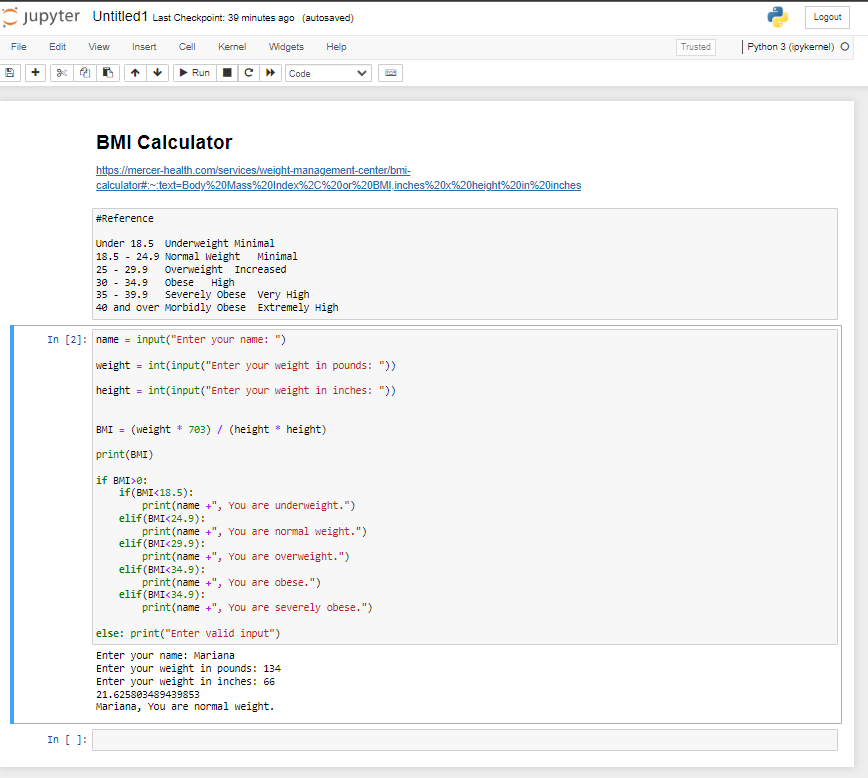 jupyter Untitled1 Last Checkpoint: 39 minutes ago (autosaved) Logout
File Edit View Insert Cell Kernel Widgets Help Trusted Python 3 (ipykernel)
Run Code
BMI Calculator
https://mercer-health.com/services/weight-management-center/bmi-
calculator#:~:text=Body%20Mass%20Index%2C%20or%20BMI,inches%20x%20height%20in%20inches
#Reference
Under 18.5 Underweight Minimal
18.5 - 24.9 Normal Weight Minimal
25 - 29.9 Overweight Increased
30 - 34.9 Obese High
35 - 39.9 Severely Obese Very High
40 and over Morbidly Obese Extremely High
In [2]: name = input("Enter your name: ")
weight = int(input("Enter your weight in pounds: "))
height = int(input("Enter your weight in inches: "))
BMI = (weight * 703) / (height * height)
print(BMI)
if BMI>0:
if(BMI<18.5):
print(name +", You are underweight.")
elif(BMI<24.9):
print(name +", You are normal weight.")
elif(BMI<29.9):
print(name +", You are overweight.")
elif(BMI<34.9):
print(name +", You are obese.")
elif(BMI<34.9):
print(name +", You are severely obese.")
else: print("Enter valid input")
Enter your name: Mariana
Enter your weight in pounds: 134
Enter your weight in inches: 66
21.625803489439853
Mariana, You are normal weight.
In [ ]: